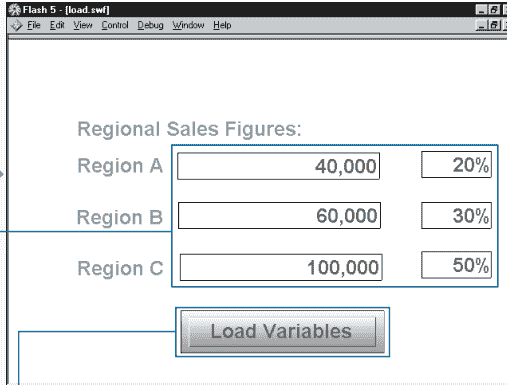 Flash 5 - [load.swf]
File Edit View Control Debug Window Help
Regional Sales Figures:
Region A 40,000 20%
Region B 60,000 30%
Region C 100,000 50%
Load Variables